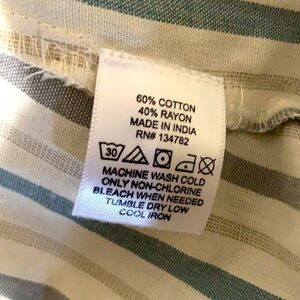 60% COTTON
40% RAYON
MADE IN INDIA
RN# 134782
30
MACHINE WASH COLD
ONLY NON-CHLORINE
BLEACH WHEN NEEDED
TUMBLE DRY LOW
COOL IRON